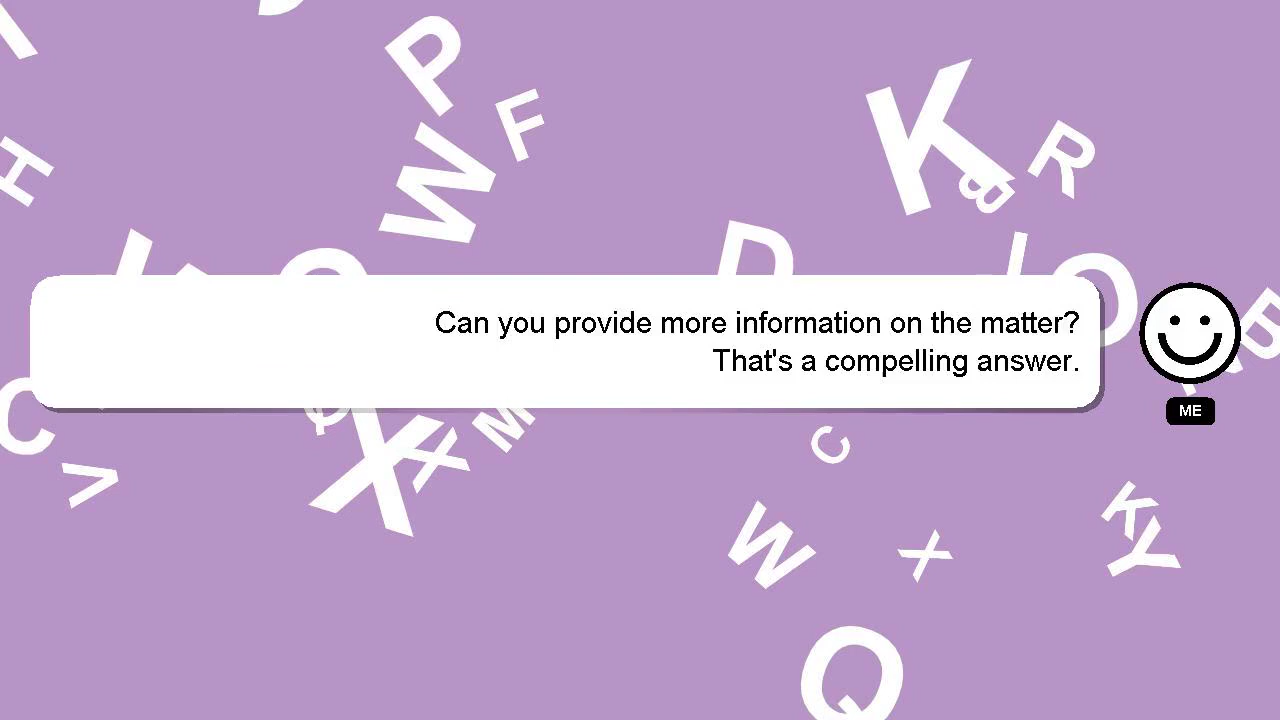 Can you provide more information on the matter?
That's a compelling answer.
ME